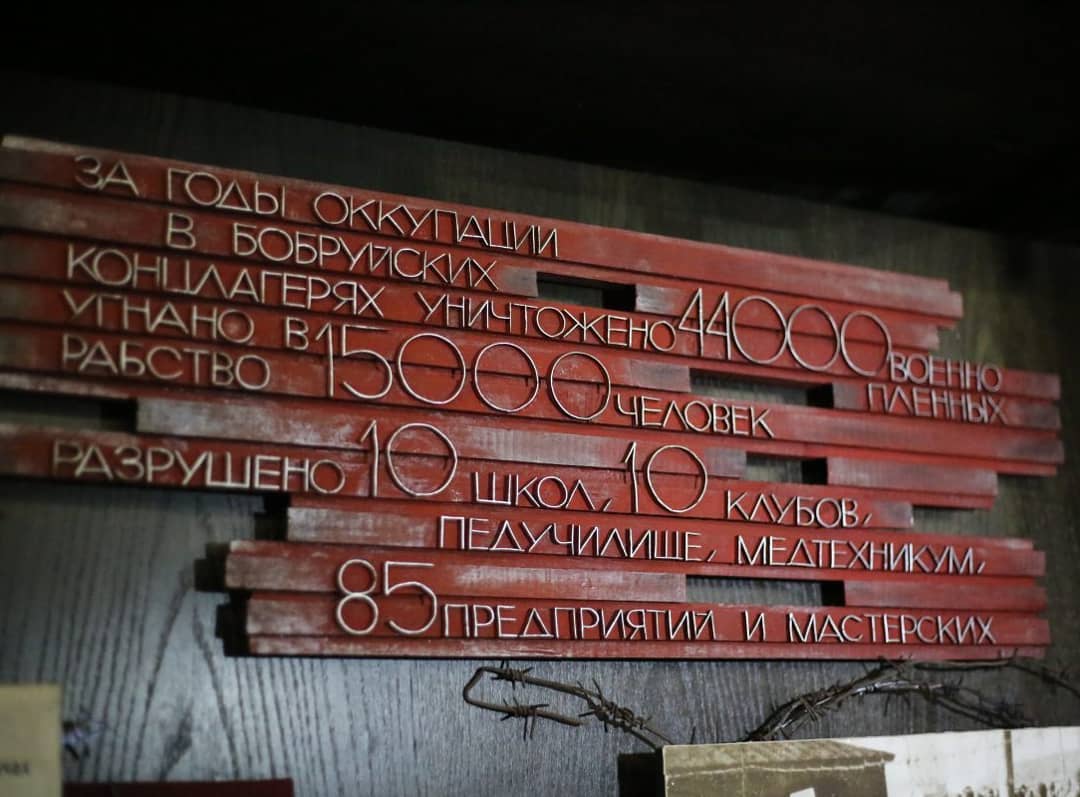 ЗА ГОДЫ ОККУПАЦИИ
В БОБРУЙСКИХ
КОНЦЛАГЕРЯХ УНИЧТОЖЕНО 44000 ВОЕННО
ПЛЕННЫХ
УГНАНО В
РАБСТВО 15000 ЧЕЛОВЕК
РАЗРУШЕНО 10 ШКОЛ, 10 КЛУБОВ,
ПЕДУЧИЛИЩЕ, МЕДТЕХНИКУМ,
85 ПРЕДПРИЯТИЙ И МАСТЕРСКИХ